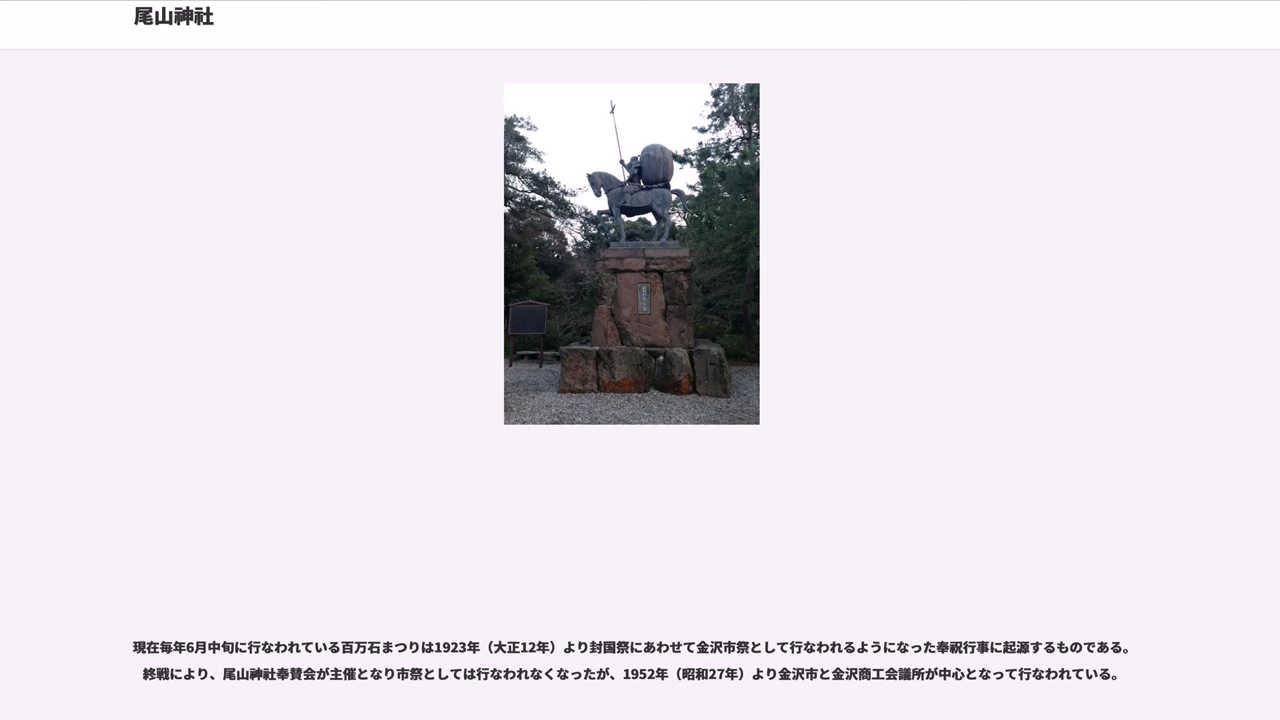 尾山神社
現在毎年6月中旬に行なわれている百万石まつりは1923年（大正12年）より封国祭にあわせて金沢市祭として行なわれるようになった奉祝行事に起源するものである。
終戦により、尾山神社奉賛会が主催となり市祭としては行なわれなくなったが、1952年（昭和27年）より金沢市と金沢商工会議所が中心となって行なわれている。